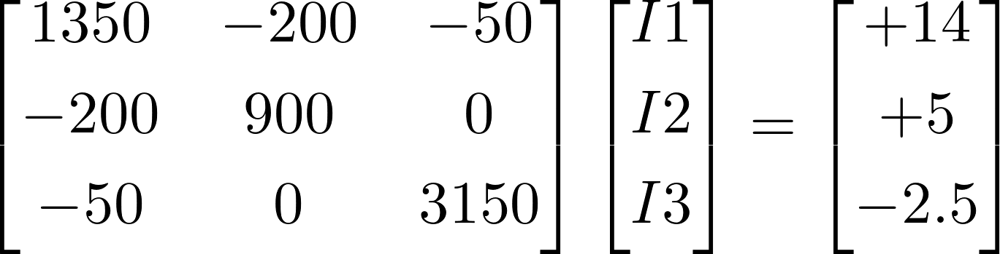 1350 −200 −50 I1 +14
−200 900 0 I2 = +5
−50 0 3150 I3 −2.5